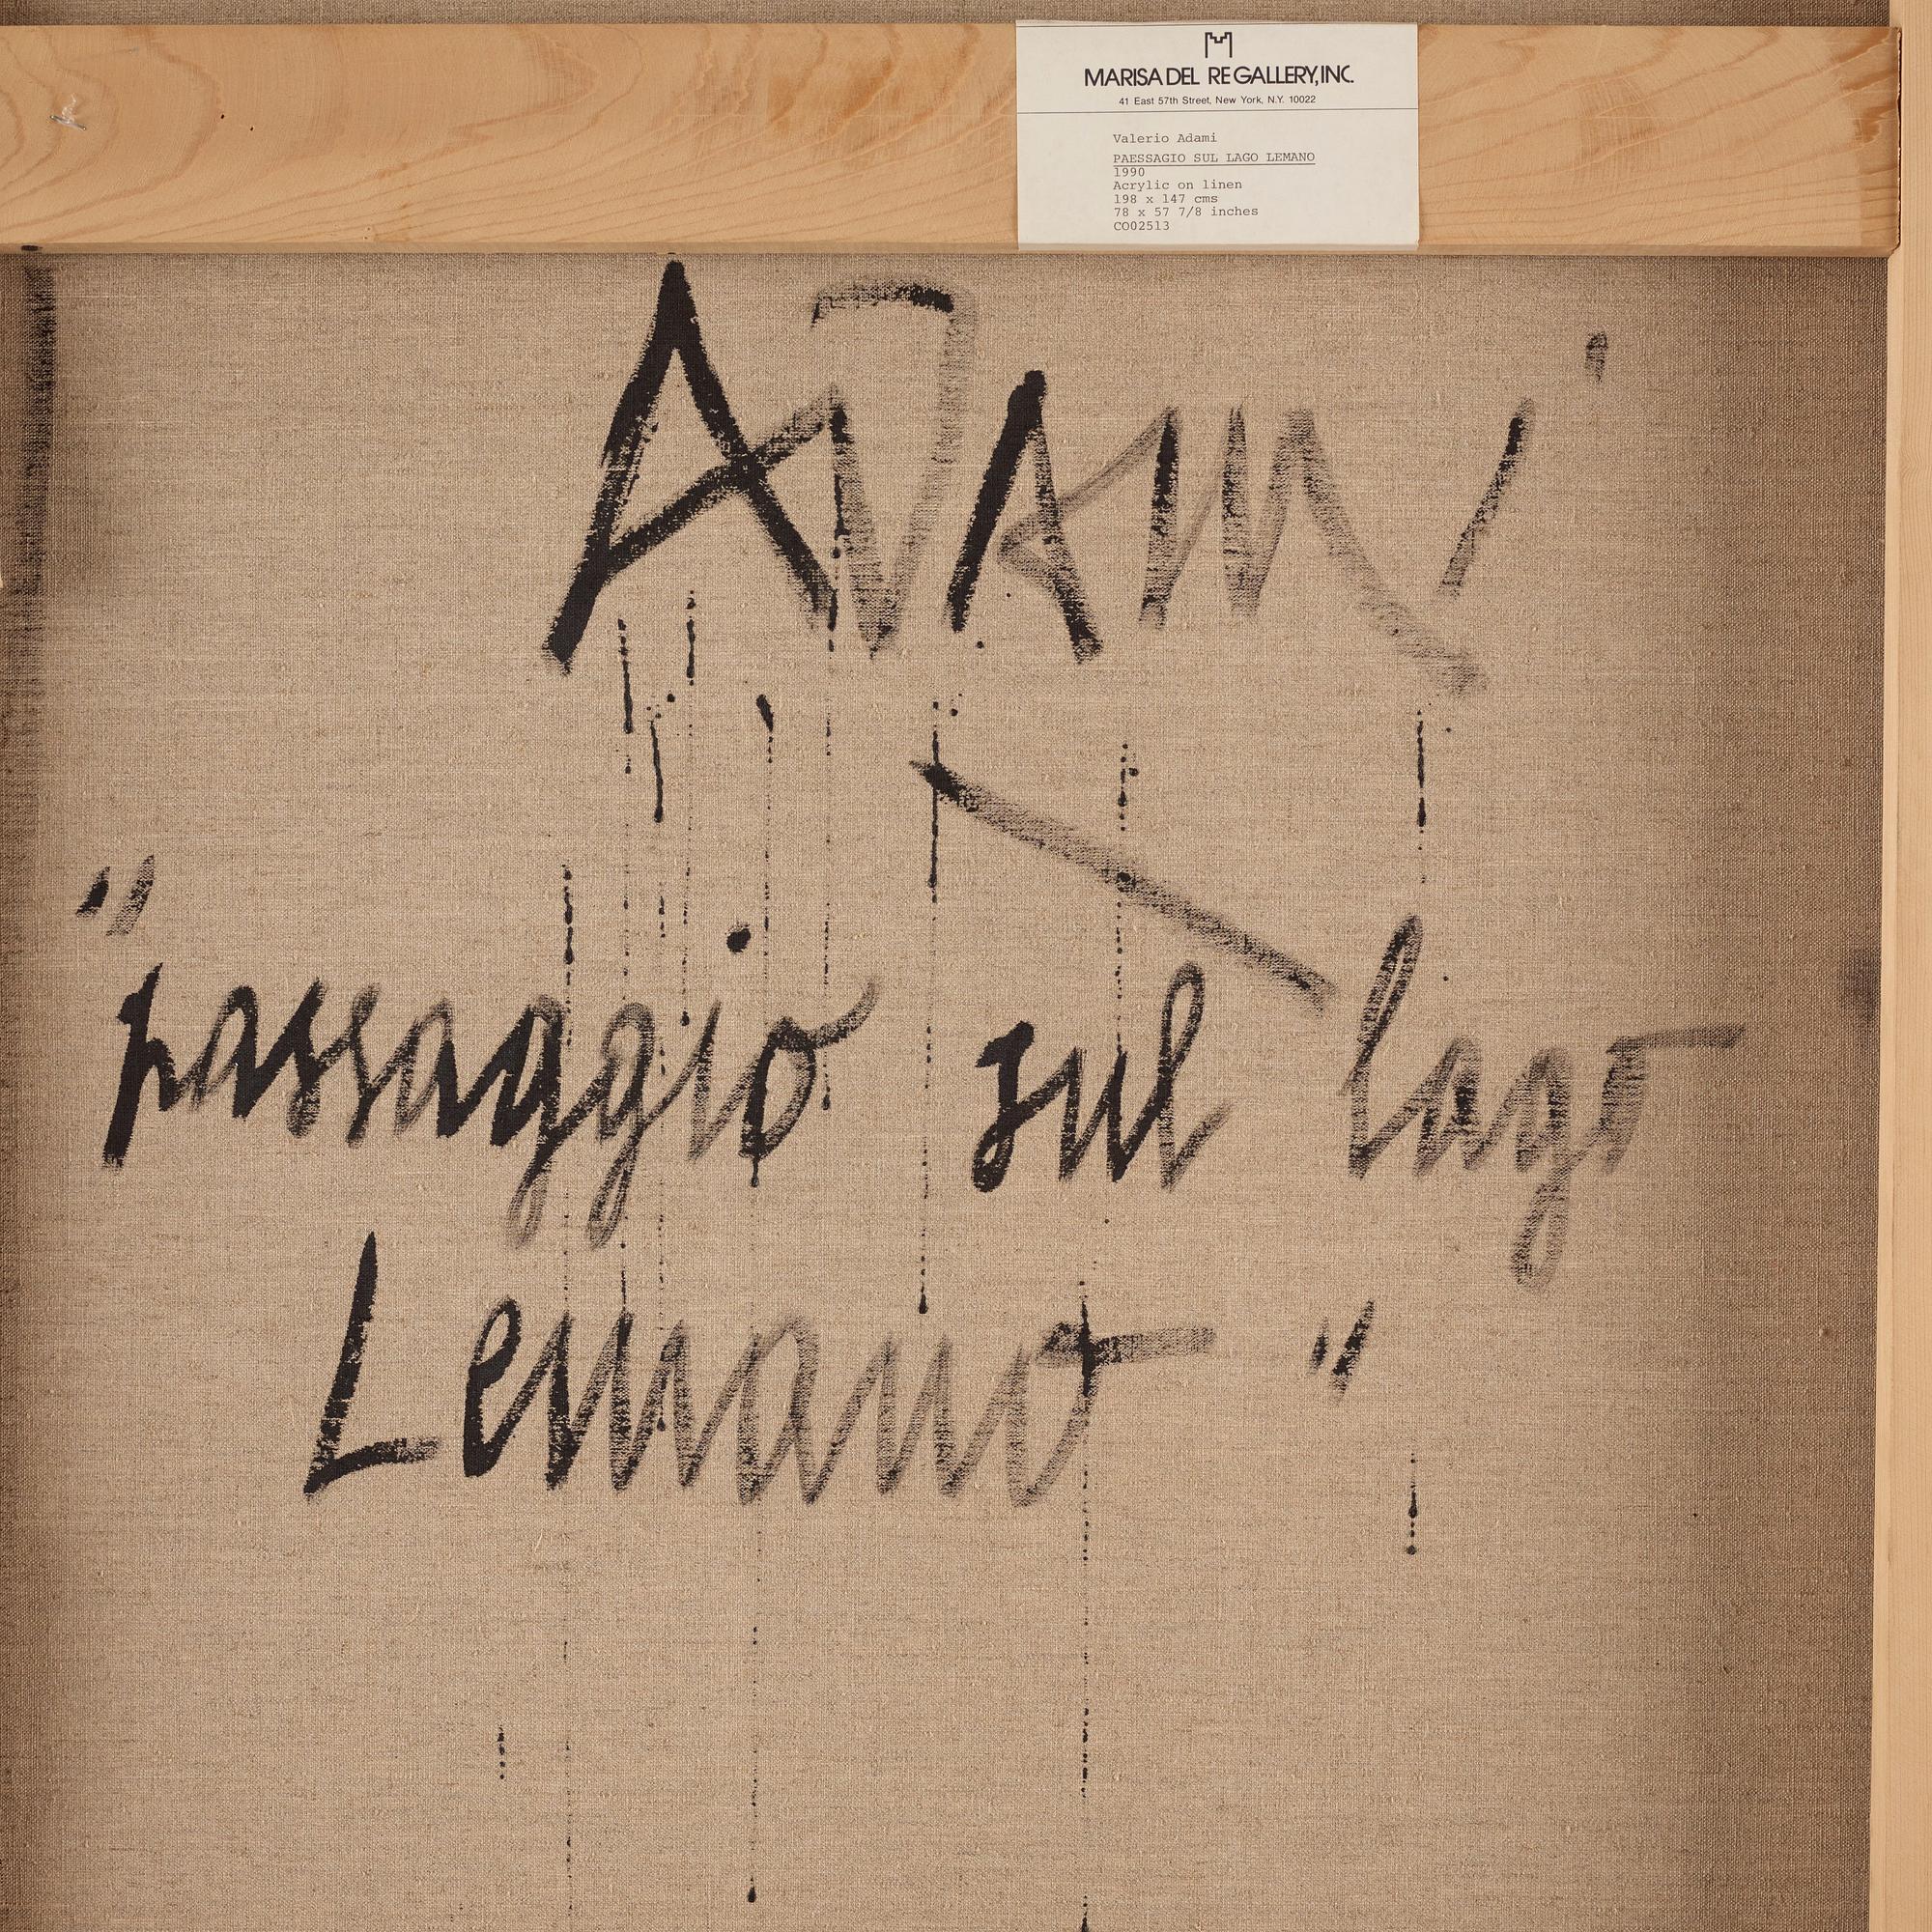 MARISA DEL RE GALLERY, INC.
41 East 57th Street, New York, N.Y. 10022
Valerio Adami
PAESSAGIO SUL LAGO LEMANO
1990
Acrylic on linen
198 x 147 cms
78 x 57 7/8 inches
CO02513
ADAMI
"passaggio sul lago
Lemano"